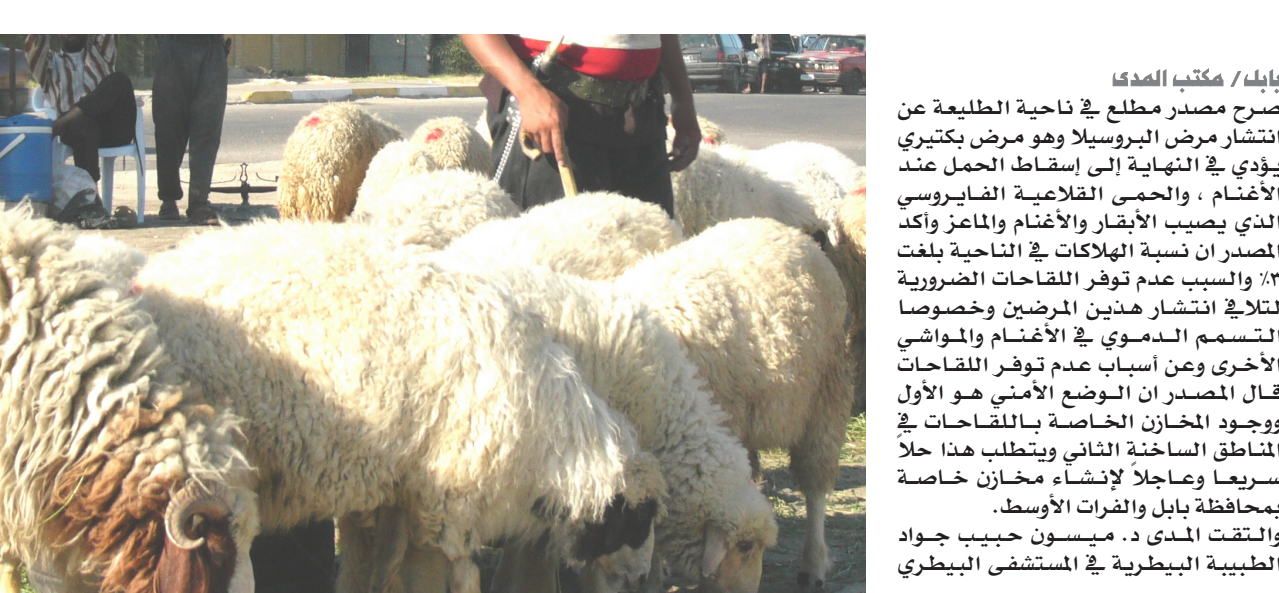 بابل/ مكتب المدى
صرح مصدر مطلع في ناحية الطليعة عن
انتشار مرض البروسيلا وهو مرض بكتيري
يؤدي في النهاية إلى إسقاط الحمل عند
الأغنام ، والحمى القلاعية الفايروسي
الذي يصيب الأبقار والأغنام والماعز وأكد
المصدر ان نسبة الهلاكات في الناحية بلغت
٣٪ والسبب عدم توفر اللقاحات الضرورية
لتلافي انتشار هذين المرضين وخصوصا
التسمم الدموي في الأغنام والمواشي
الأخرى وعن أسباب عدم توفر اللقاحات
قال المصدر ان الوضع الأمني هو الأول
ووجود المخازن الخاصة باللقاحات في
المناطق الساخنة الثاني ويتطلب هذا حلاً
سريعا وعاجلاً لإنشاء مخازن خاصة
بمحافظة بابل والفرات الأوسط.
والتقت المدى د. ميسون حبيب جواد
الطبيبة البيطرية في المستشفى البيطري